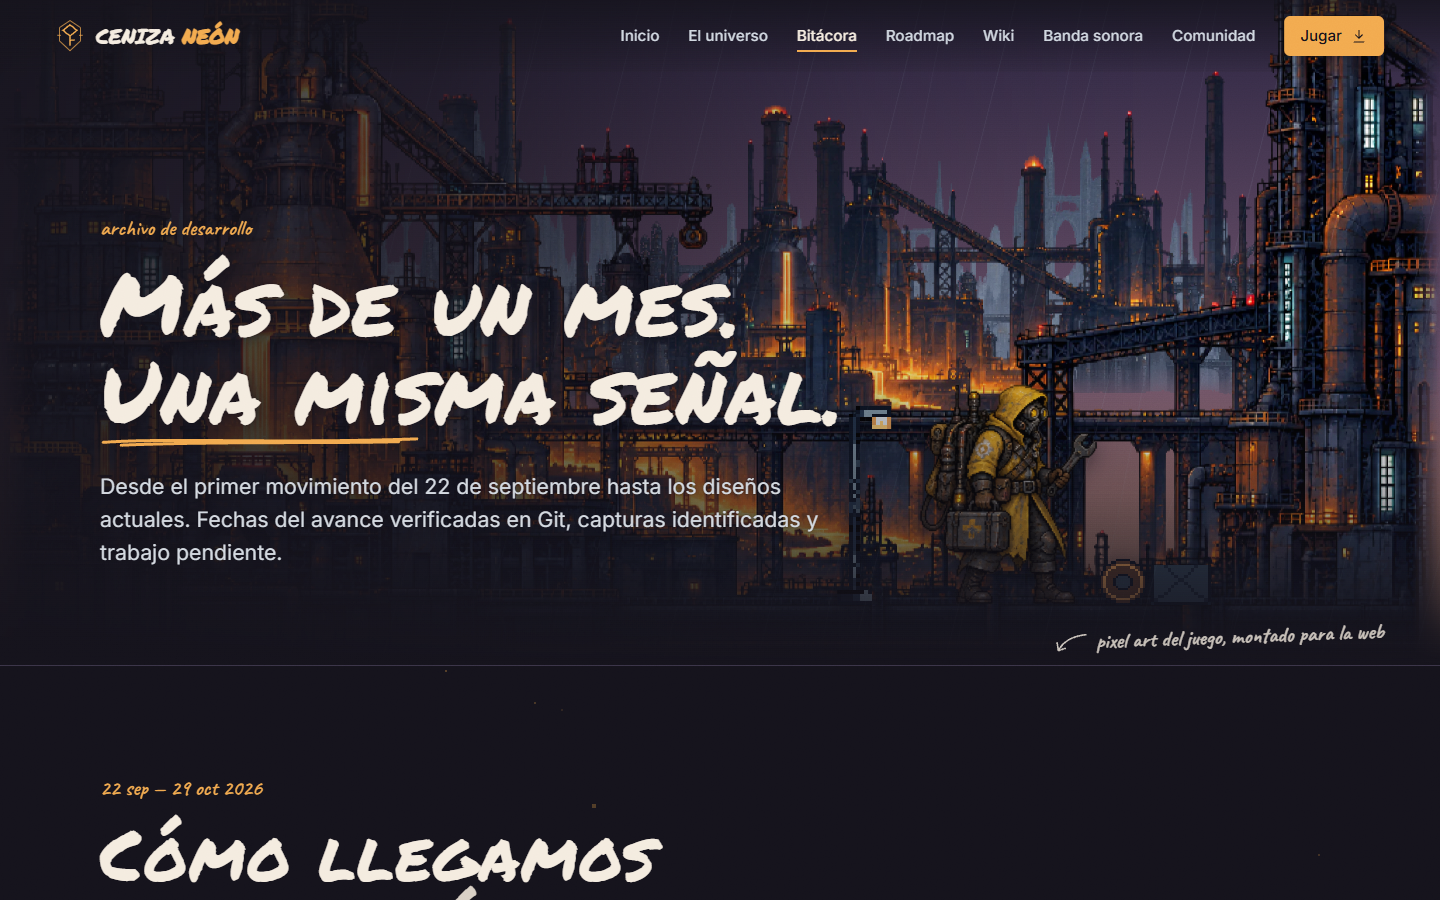 CENIZA NEÓN
Inicio El universo Bitácora Roadmap Wiki Banda sonora Comunidad Jugar
archivo de desarrollo
MÁS DE UN MES.
UNA MISMA SEÑAL.
Desde el primer movimiento del 22 de septiembre hasta los diseños
actuales. Fechas del avance verificadas en Git, capturas identificadas y
trabajo pendiente.
pixel art del juego, montado para la web
22 sep — 29 oct 2026
CÓMO LLEGAMOS